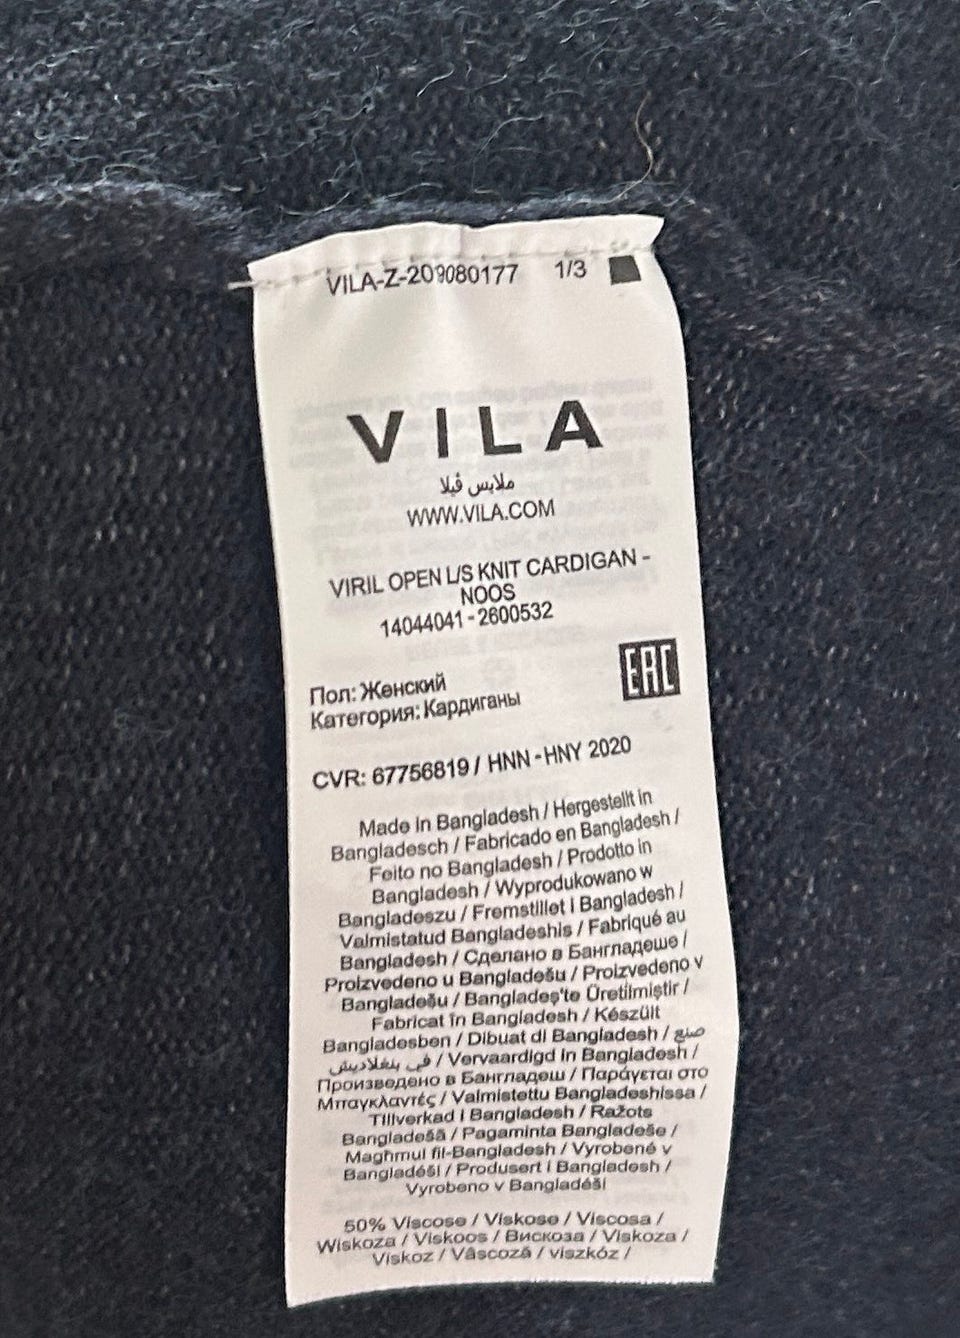 VILA-Z-209080177 1/3
VILA
ملابس ڤيلا
WWW.VILA.COM
VIRIL OPEN L/S KNIT CARDIGAN -
NOOS
14044041 - 2600532
EAC
Пол: Женский
Категория: Кардиганы
CVR: 67756819 / HNN - HNY 2020
Made in Bangladesh / Hergestellt in
Bangladesch / Fabricado en Bangladesh /
Feito no Bangladesh / Prodotto in
Bangladesh / Wyprodukowano w
Bangladeszu / Fremstillet i Bangladesh /
Valmistatud Bangladeshis / Fabriqué au
Bangladesh / Сделано в Бангладеше /
Proizvedeno u Bangladešu / Proizvedeno v
Bangladešu / Bangladeş'te Üretilmiştir /
Fabricat în Bangladesh / Készült
Bangladesben / Dibuat di Bangladesh / صنع
في بنغلاديش / Vervaardigd in Bangladesh /
Произведено в Бангладеш / Παράγεται στο
Μπαγκλαντές / Valmistettu Bangladeshissa /
Tillverkad i Bangladesh / Ražots
Bangladešā / Pagaminta Bangladeše /
Magħmul fil-Bangladesh / Vyrobené v
Bangladéši / Produsert i Bangladesh /
Vyrobeno v Bangladéši
50% Viscose / Viskose / Viscosa /
Wiskoza / Viskoos / Вискоза / Viskoza /
Viskoz / Vâscoză / viszkóz /